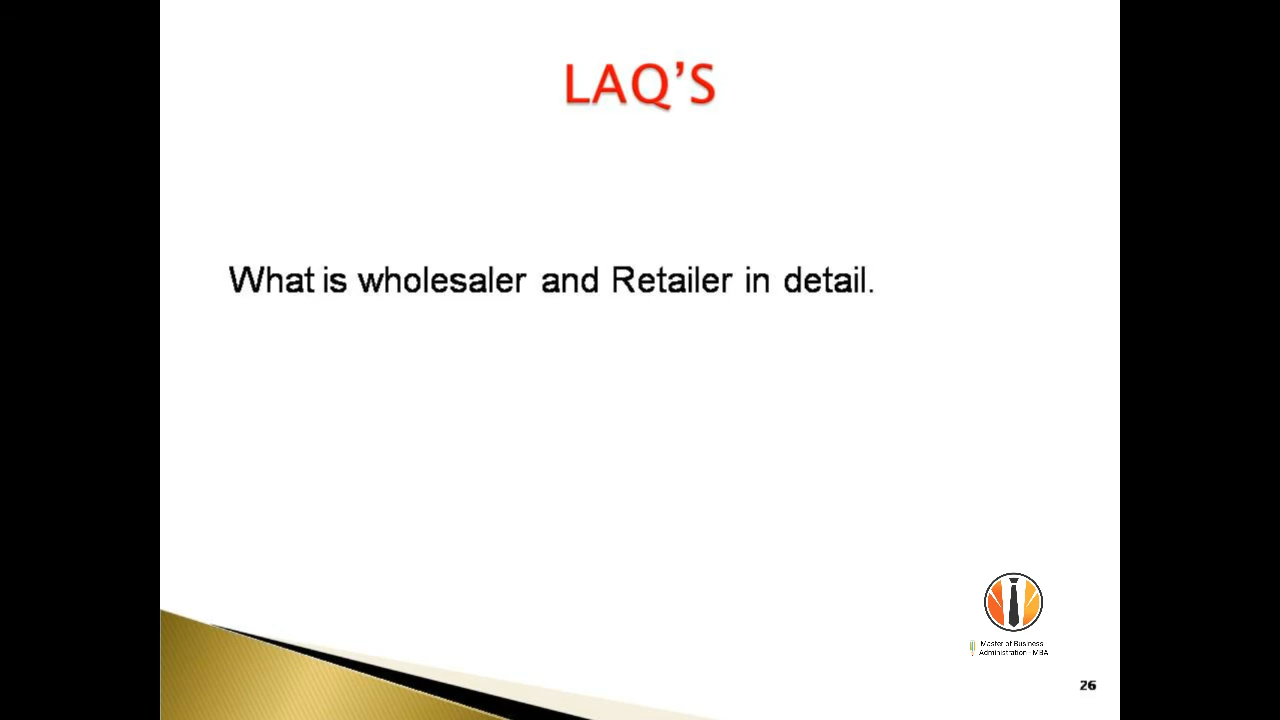 LAQ'S
What is wholesaler and Retailer in detail.
Master of Business
Administration - MBA
26